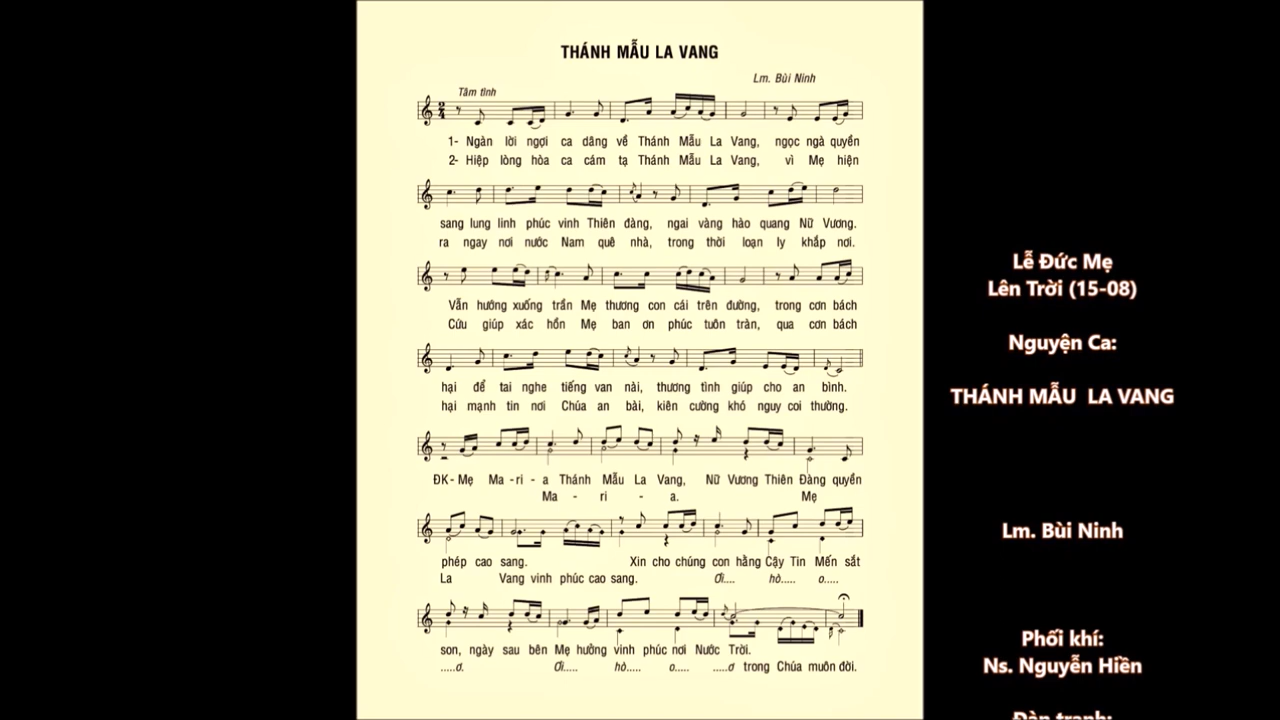 THÁNH MẪU LA VANG
Lm. Bùi Ninh
Tâm tình
1- Ngàn lời ngợi ca dâng về Thánh Mẫu La Vang, ngọc ngà quyền
2- Hiệp lòng hòa ca cám tạ Thánh Mẫu La Vang, vì Mẹ hiện
sang lung linh phúc vinh Thiên đàng, ngai vàng hào quang Nữ Vương.
ra ngay nơi nước Nam quê nhà, trong thời loạn ly khắp nơi.
Vẫn hướng xuống trần Mẹ thương con cái trên đường, trong cơn bách
Cứu giúp xác hồn Mẹ ban ơn phúc tuôn tràn, qua cơn bách
hại để tai nghe tiếng van nài, thương tình giúp cho an bình.
hại mạnh tin nơi Chúa an bài, kiên cường khó nguy coi thường.
ĐK- Mẹ Ma - ri - a Thánh Mẫu La Vang, Nữ Vương Thiên Đàng quyền
Ma - ri - a. Mẹ
phép cao sang. Xin cho chúng con hằng Cậy Tin Mến sắt
La Vang vinh phúc cao sang. Ơi.... hò..... o.....
son, ngày sau bên Mẹ hưởng vinh phúc nơi Nước Trời.
.....ơ. Ơi..... hò..... o..... .....ơ trong Chúa muôn đời.
Lễ Đức Mẹ
Lên Trời (15-08)
Nguyện Ca:
THÁNH MẪU LA VANG
Lm. Bùi Ninh
Phối khí:
Ns. Nguyễn Hiền
Đàn tranh: